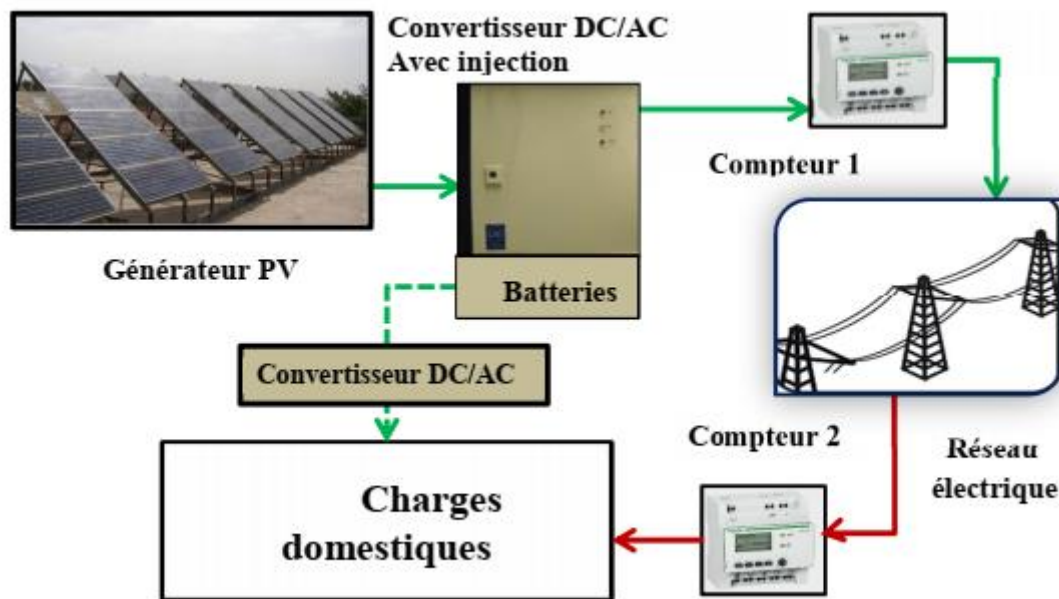 Convertisseur DC/AC
Avec injection
Compteur 1
Générateur PV
Batteries
Convertisseur DC/AC
Compteur 2
Réseau
électrique
Charges
domestiques